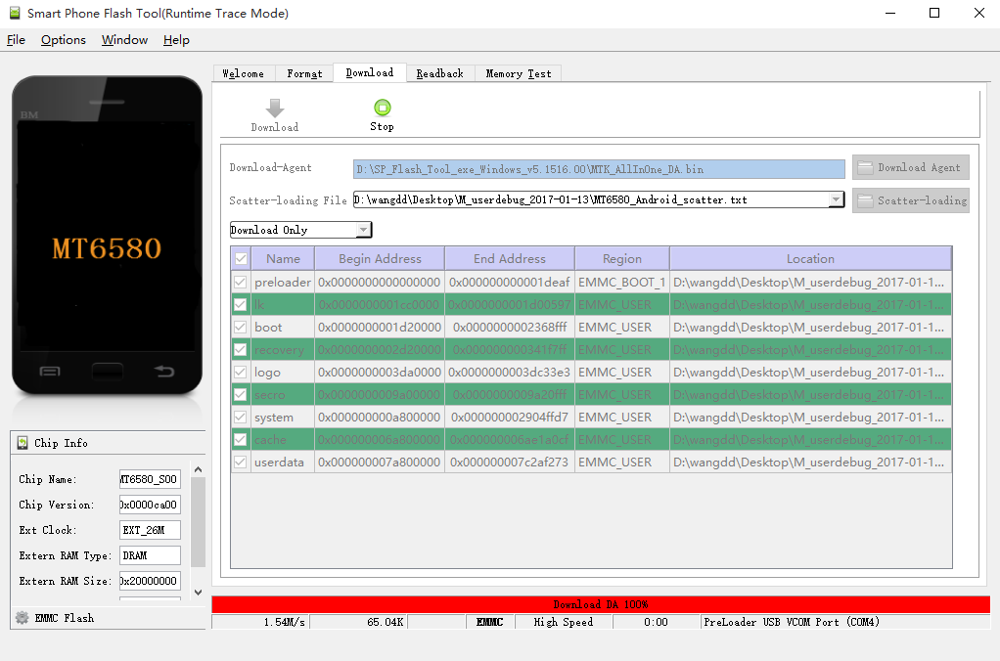 Smart Phone Flash Tool(Runtime Trace Mode)
File Options Window Help
Welcome Format Download Readback Memory Test
BM
MT6580
Download Stop
Download-Agent D:\SP_Flash_Tool_exe_Windows_v5.1516.00\MTK_AllInOne_DA.bin Download Agent
Scatter-loading File D:\wangdd\Desktop\M_userdebug_2017-01-13\MT6580_Android_scatter.txt Scatter-loading
Download Only
Name Begin Address End Address Region Location
preloader 0x0000000000000000 0x000000000001deaf EMMC_BOOT_1 D:\wangdd\Desktop\M_userdebug_2017-01-1...
lk 0x0000000001cc0000 0x0000000001d00597 EMMC_USER D:\wangdd\Desktop\M_userdebug_2017-01-1...
boot 0x0000000001d20000 0x0000000002368fff EMMC_USER D:\wangdd\Desktop\M_userdebug_2017-01-1...
recovery 0x0000000002d20000 0x000000000341f7ff EMMC_USER D:\wangdd\Desktop\M_userdebug_2017-01-1...
logo 0x0000000003da0000 0x0000000003dc33e3 EMMC_USER D:\wangdd\Desktop\M_userdebug_2017-01-1...
secro 0x0000000009a00000 0x0000000009a20fff EMMC_USER D:\wangdd\Desktop\M_userdebug_2017-01-1...
system 0x000000000a800000 0x000000002904ffd7 EMMC_USER D:\wangdd\Desktop\M_userdebug_2017-01-1...
cache 0x000000006a800000 0x000000006ae1a0cf EMMC_USER D:\wangdd\Desktop\M_userdebug_2017-01-1...
userdata 0x000000007a800000 0x000000007c2af273 EMMC_USER D:\wangdd\Desktop\M_userdebug_2017-01-1...
Chip Info
Chip Name: MT6580_S00
Chip Version: 0x0000ca00
Ext Clock: EXT_26M
Extern RAM Type: DRAM
Extern RAM Size: 0x20000000
EMMC Flash
Download DA 100%
1.54M/s 65.04K EMMC High Speed 0:00 PreLoader USB VCOM Port (COM4)